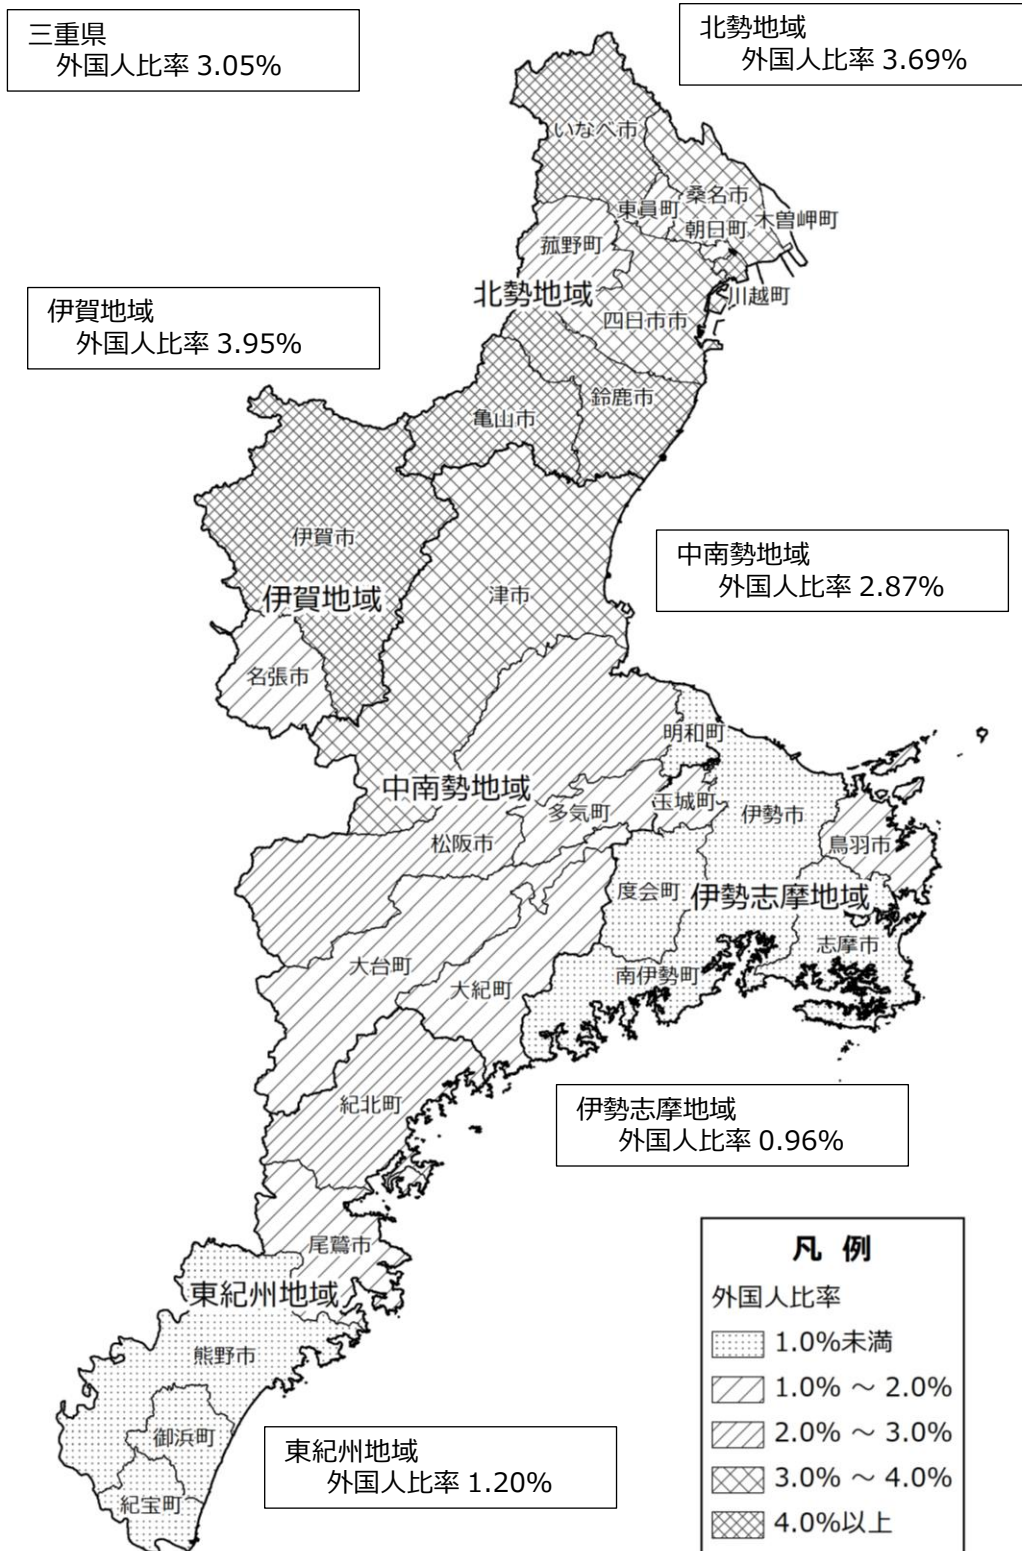 三重県
外国人比率 3.05%
北勢地域
外国人比率 3.69%
いなべ市
桑名市
東員町
木曽岬町
朝日町
菰野町
北勢地域
川越町
四日市市
伊賀地域
外国人比率 3.95%
鈴鹿市
亀山市
伊賀市
中南勢地域
外国人比率 2.87%
津市
伊賀地域
名張市
明和町
中南勢地域
玉城町
多気町
伊勢市
松阪市
鳥羽市
度会町
伊勢志摩地域
志摩市
大台町
南伊勢町
大紀町
紀北町
伊勢志摩地域
外国人比率 0.96%
尾鷲市
東紀州地域
熊野市
御浜町
紀宝町
東紀州地域
外国人比率 1.20%
凡 例
外国人比率
1.0%未満
1.0% ～ 2.0%
2.0% ～ 3.0%
3.0% ～ 4.0%
4.0%以上